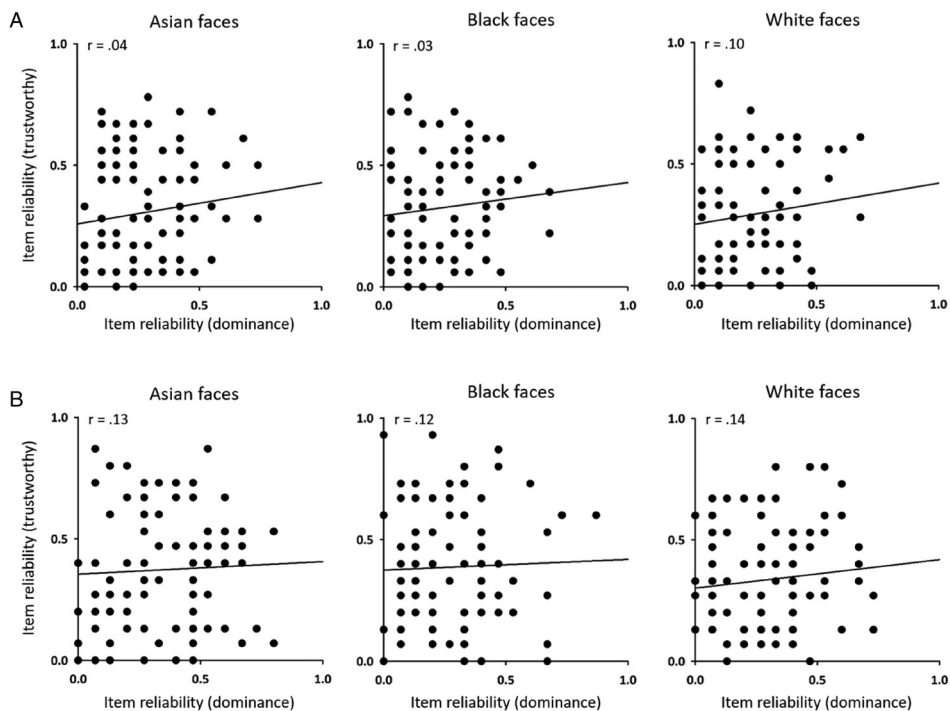 A
Asian faces
Black faces
White faces
1.0
r = .04
1.0
r = .03
1.0
r = .10
Item reliability (trustworthy)
0.5
0.5
0.5
0.0
0.0
0.5
1.0
0.0
0.0
0.5
1.0
0.0
0.0
0.5
1.0
Item reliability (dominance)
Item reliability (dominance)
Item reliability (dominance)
B
Asian faces
Black faces
White faces
1.0
r = .13
1.0
r = .12
1.0
r = .14
Item reliability (trustworthy)
0.5
0.5
0.5
0.0
0.0
0.5
1.0
0.0
0.0
0.5
1.0
0.0
0.0
0.5
1.0
Item reliability (dominance)
Item reliability (dominance)
Item reliability (dominance)